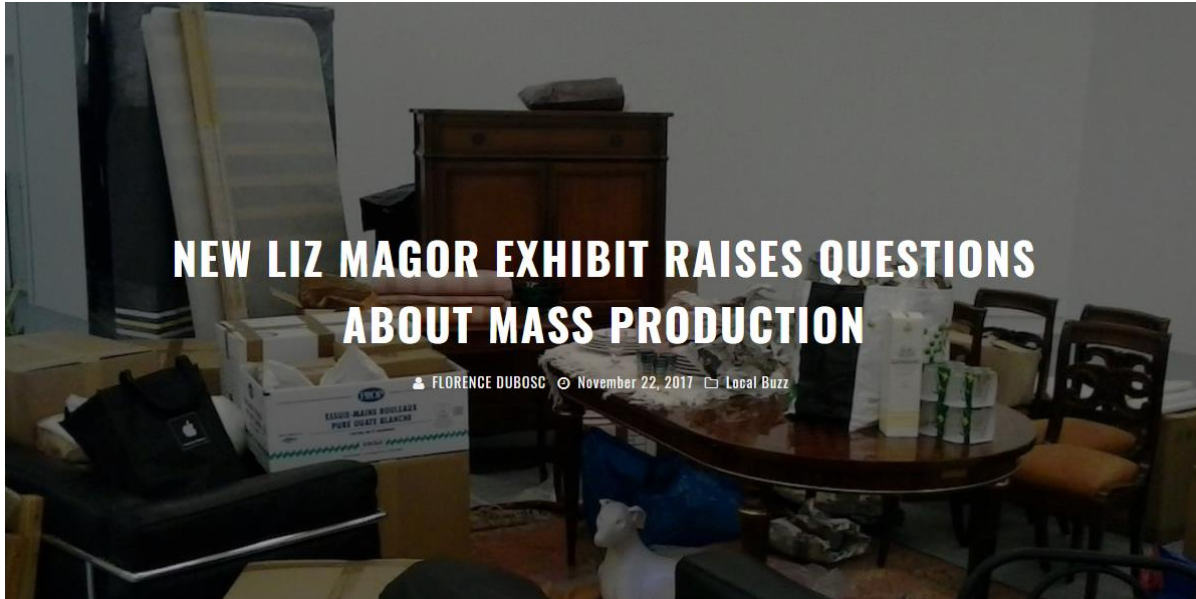 NEW LIZ MAGOR EXHIBIT RAISES QUESTIONS
ABOUT MASS PRODUCTION
FLORENCE DUBOSC November 22, 2017 Local Buzz
ESSUIE-MAINS ROULEAUX
PURE OUATE BLANCHE